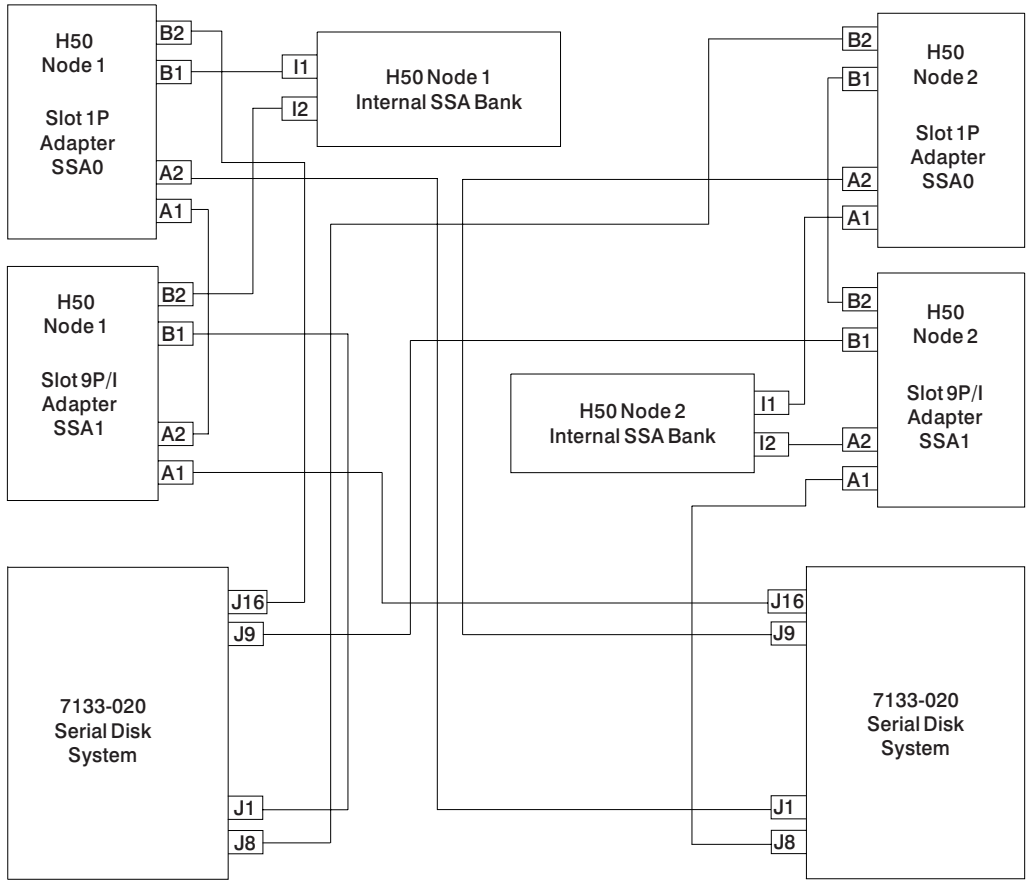 H50
Node 1
Slot 1P
Adapter
SSA0
B2
B1
A2
A1
I1
I2
H50 Node 1
Internal SSA Bank
H50
Node 2
Slot 1P
Adapter
SSA0
B2
B1
A2
A1
H50
Node 1
Slot 9P/I
Adapter
SSA1
B2
B1
A2
A1
H50 Node 2
Internal SSA Bank
I1
I2
H50
Node 2
Slot 9P/I
Adapter
SSA1
B2
B1
A2
A1
7133-020
Serial Disk
System
J16
J9
J1
J8
7133-020
Serial Disk
System
J16
J9
J1
J8